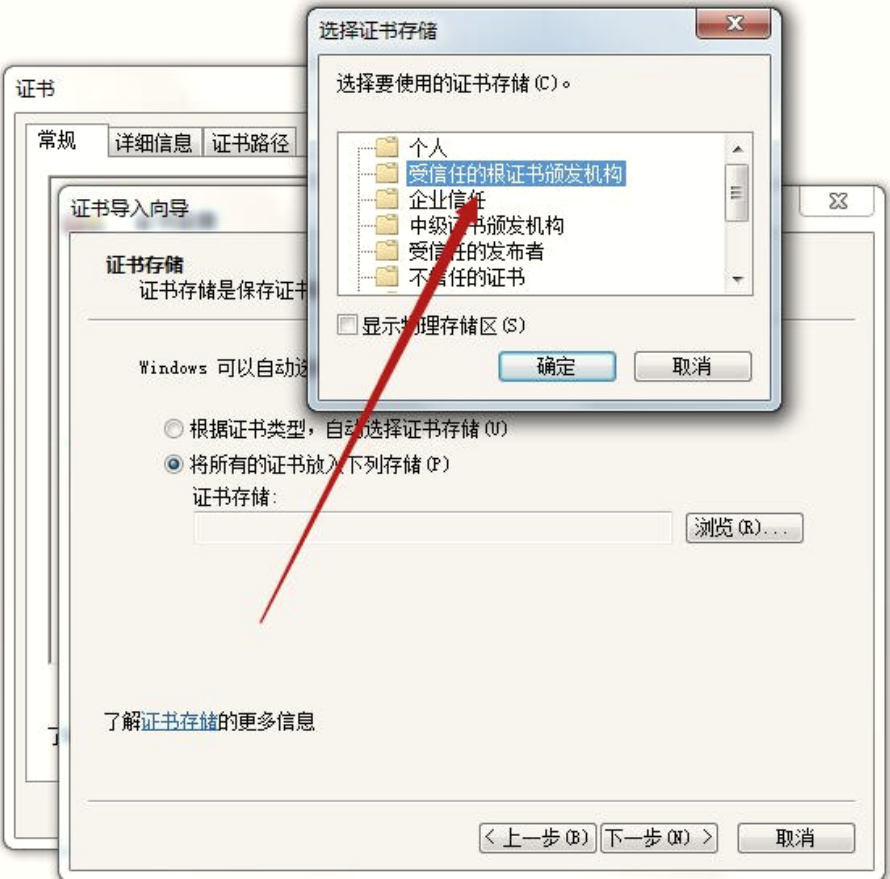 选择证书存储
选择要使用的证书存储(C)。
个人
受信任的根证书颁发机构
企业信任
中级证书颁发机构
受信任的发布者
不信任的证书
显示物理存储区(S)
确定 取消
证书
常规 详细信息 证书路径
证书导入向导
证书存储
证书存储是保存证书
Windows 可以自动选
根据证书类型，自动选择证书存储(U)
将所有的证书放入下列存储(P)
证书存储:
浏览(R)...
了解证书存储的更多信息
< 上一步(B) 下一步(N) > 取消